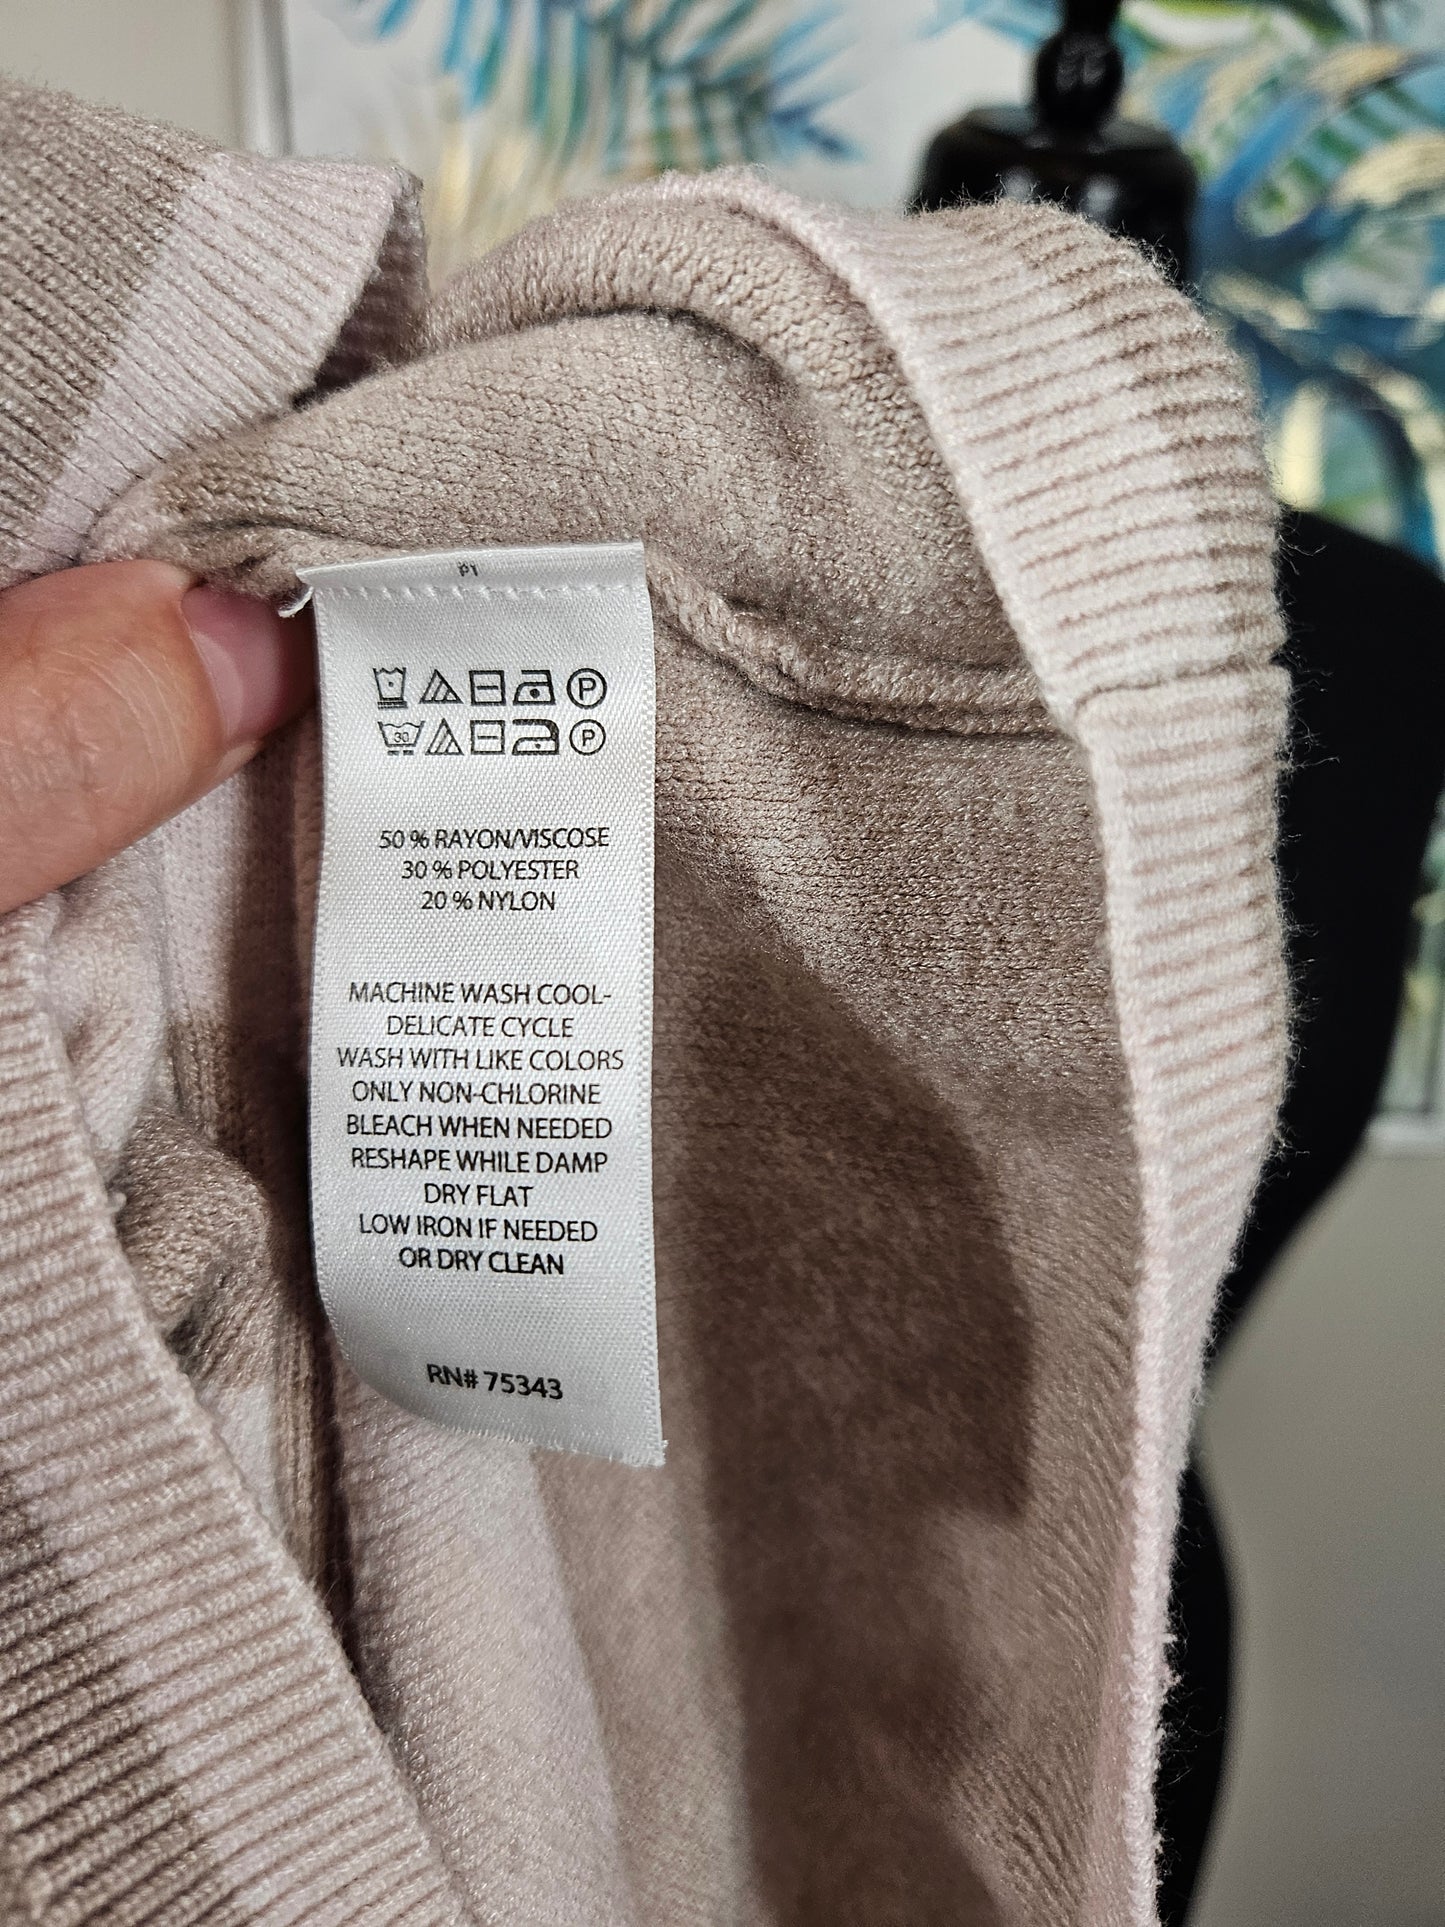 P P
30 P
50 % RAYON/VISCOSE
30 % POLYESTER
20 % NYLON
MACHINE WASH COOL-
DELICATE CYCLE
WASH WITH LIKE COLORS
ONLY NON-CHLORINE
BLEACH WHEN NEEDED
RESHAPE WHILE DAMP
DRY FLAT
LOW IRON IF NEEDED
OR DRY CLEAN
RN# 75343